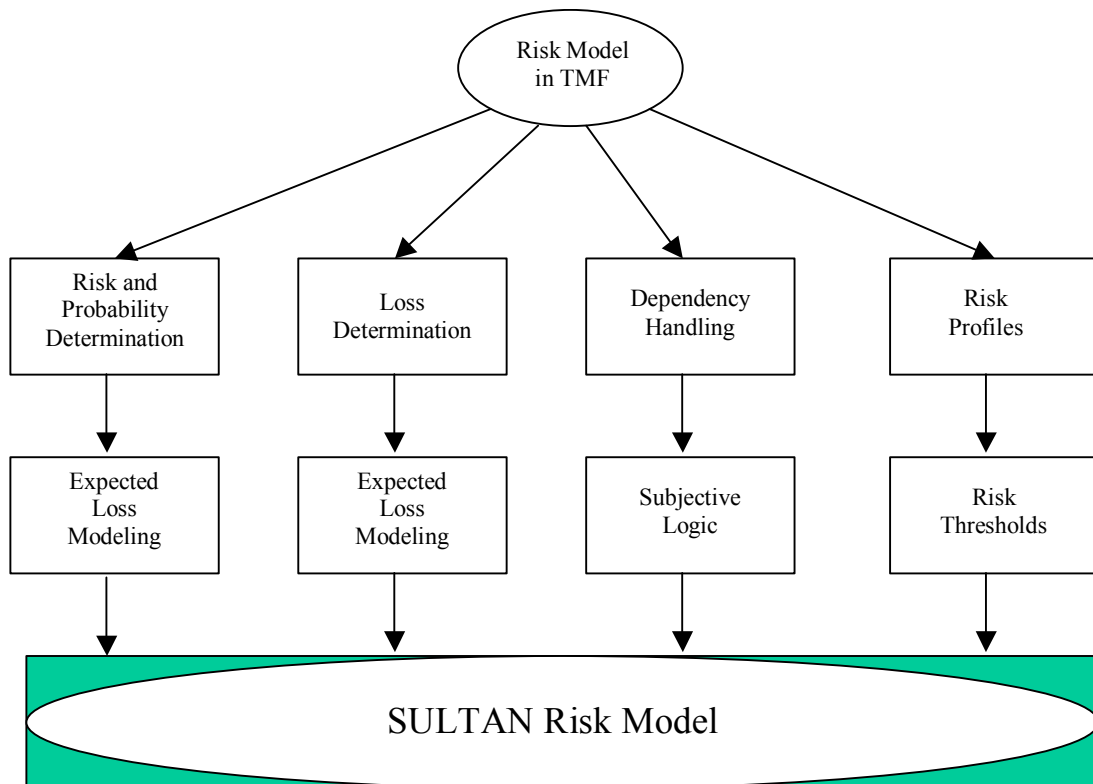 Risk Model
in TMF
Risk and
Probability
Determination
Loss
Determination
Dependency
Handling
Risk
Profiles
Expected
Loss
Modeling
Expected
Loss
Modeling
Subjective
Logic
Risk
Thresholds
SULTAN Risk Model